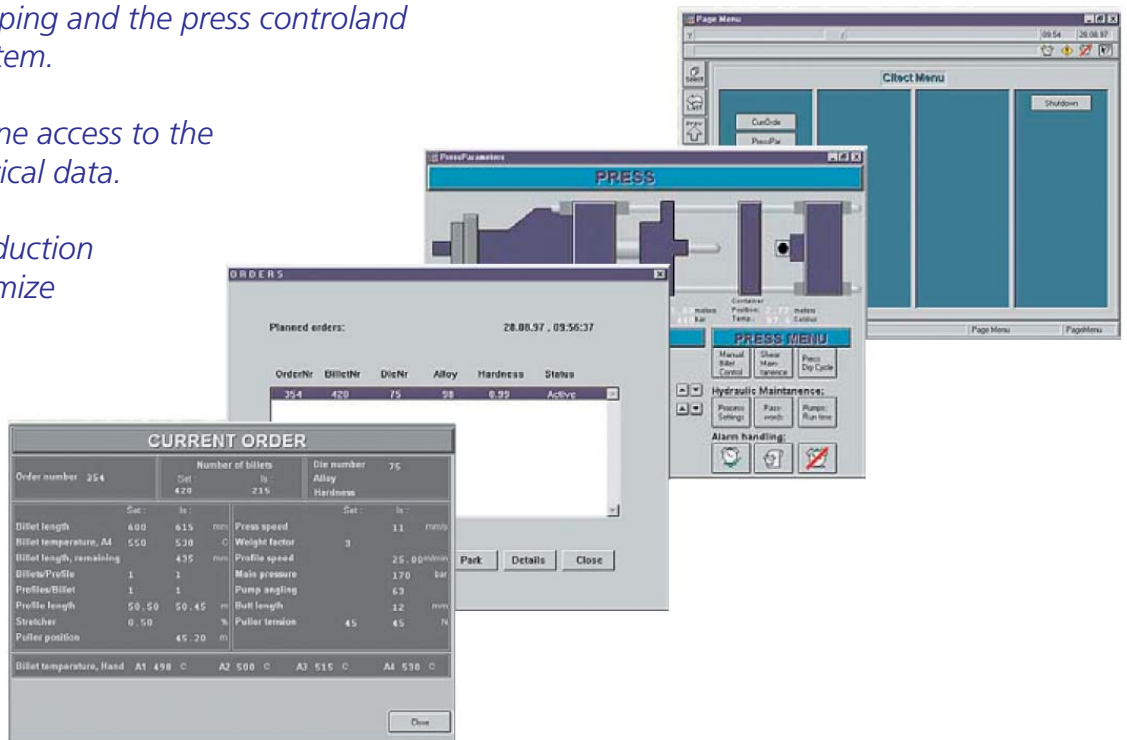 ping and the press controland
tem.
ne access to the
ical data.
duction
mize
Page Menu
09:54 28.08.97
Select
Last
Prev
Citect Menu
CurrOrde
PressPar
Shutdown
Page Menu PageMenu
PressParameters
PRESS
Container
meters Position: meters
bar Temp.: Celsius
PRESS MENU
Manual Billet Control
Shear Main- tanence
Press Dry Cycle
Hydraulic Maintanence:
Process Settings
Pass- words
Pumps: Run time
Alarm handling:
ORDERS
Planned orders: 28.08.97 , 09:56:37
OrderNr BilletNr DieNr Alloy Hardness Status
354 420 75 98 0.99 Active
Park Details Close
CURRENT ORDER
Order number 354 Number of billets Die number 75
Set : Is : Alloy
420 215 Hardness
Set : Is : Set : Is :
Billet length 600 615 mm Press speed 11 mm/s
Billet temperature, A4 550 530 C Weight factor 3
Billet length, remaining 435 mm Profile speed 25.00 m/min
Billets/Profile 1 1 Main pressure 170 bar
Profiles/Billet 1 1 Pump angling 63
Profile length 50.50 50.45 m Butt length 12 mm
Stretcher 0.50 % Puller tension 45 45 N
Puller position 45.20 m
Billet temperature, Hand A1 490 C A2 500 C A3 515 C A4 530 C
Close